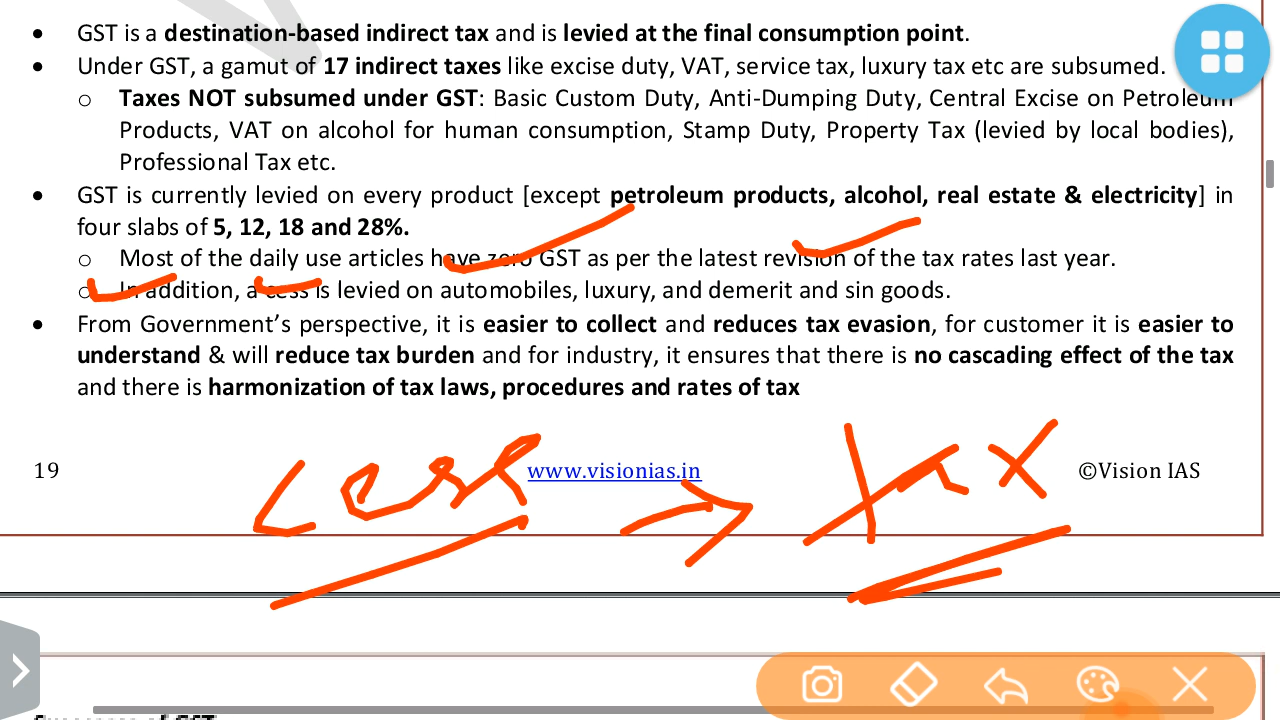 • GST is a destination-based indirect tax and is levied at the final consumption point.
• Under GST, a gamut of 17 indirect taxes like excise duty, VAT, service tax, luxury tax etc are subsumed.
o Taxes NOT subsumed under GST: Basic Custom Duty, Anti-Dumping Duty, Central Excise on Petroleum
Products, VAT on alcohol for human consumption, Stamp Duty, Property Tax (levied by local bodies),
Professional Tax etc.
• GST is currently levied on every product [except petroleum products, alcohol, real estate & electricity] in
four slabs of 5, 12, 18 and 28%.
o Most of the daily use articles have zero GST as per the latest revision of the tax rates last year.
o In addition, a cess is levied on automobiles, luxury, and demerit and sin goods.
• From Government's perspective, it is easier to collect and reduces tax evasion, for customer it is easier to
understand & will reduce tax burden and for industry, it ensures that there is no cascading effect of the tax
and there is harmonization of tax laws, procedures and rates of tax
cess → tax
19 www.visionias.in ©Vision IAS